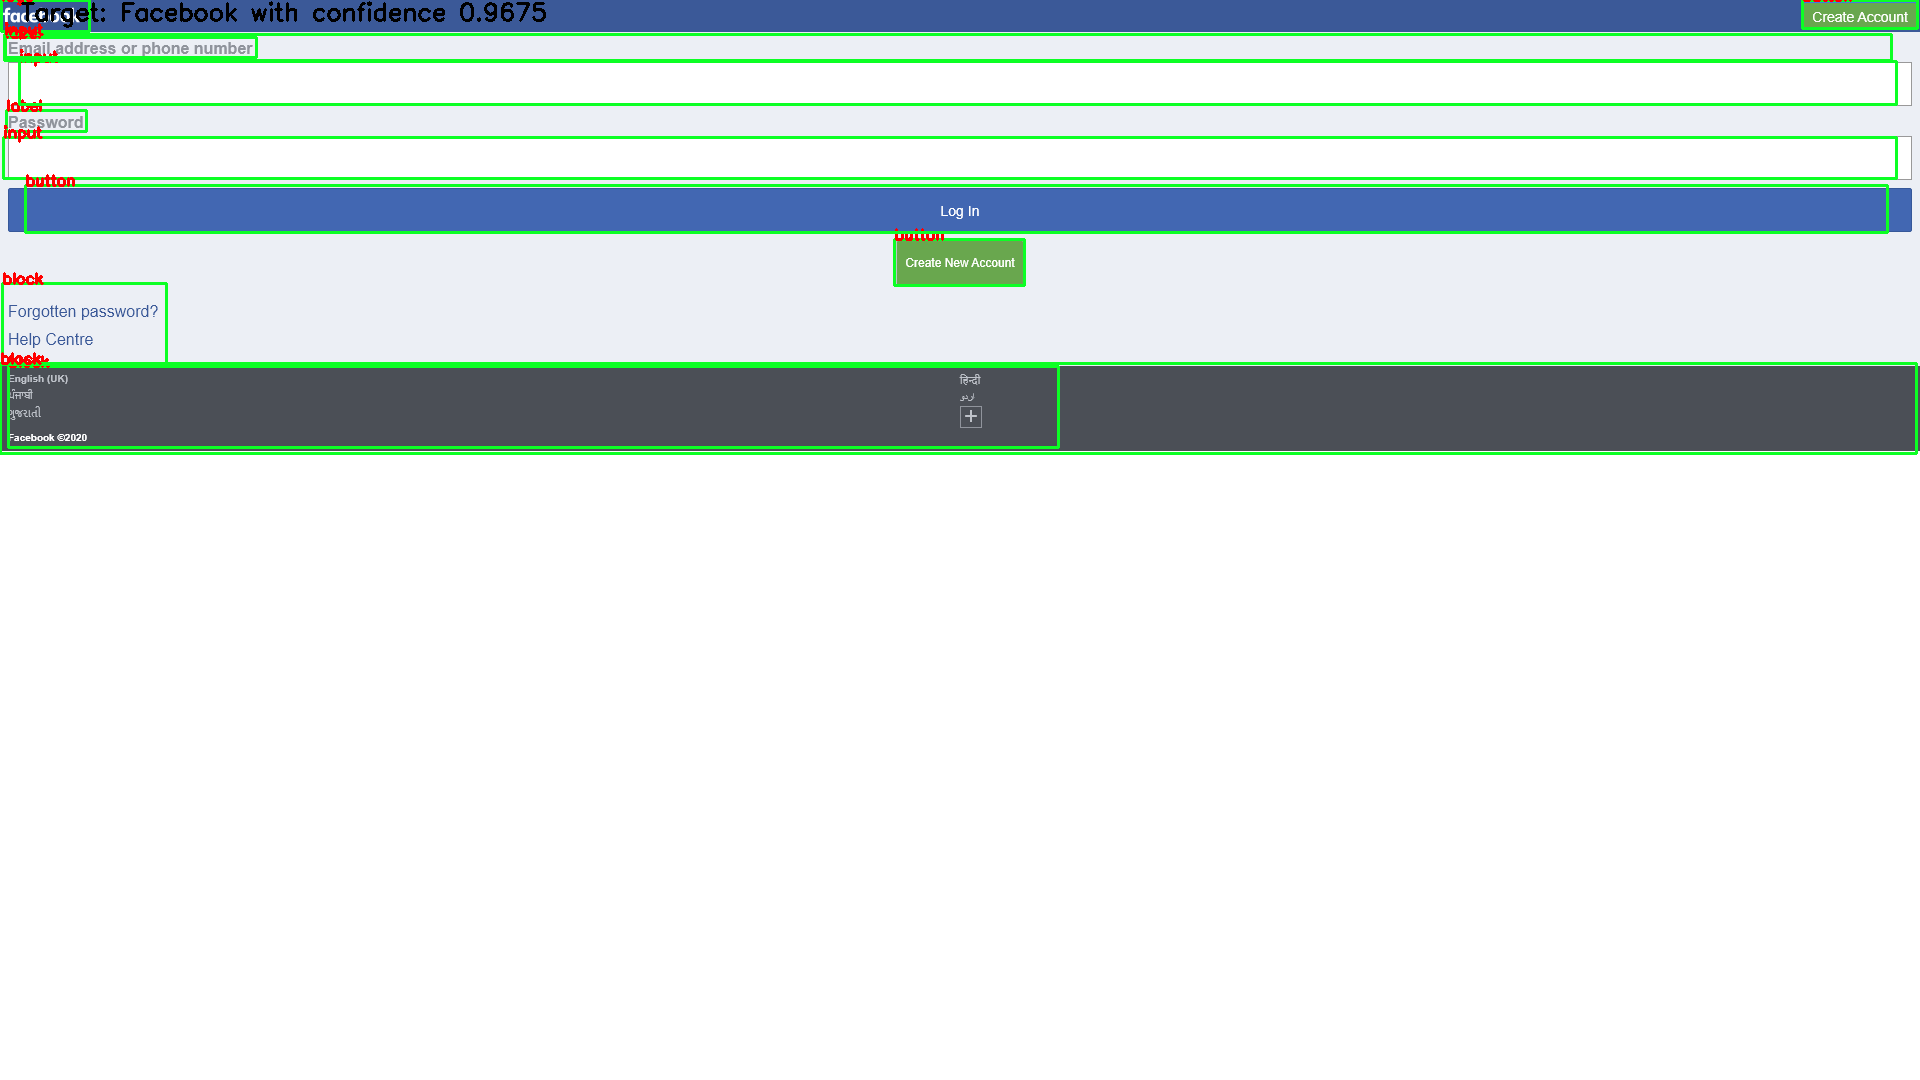 facebook
Target: Facebook with confidence 0.9675
button
Create Account
label
Email address or phone number
input
label
Password
input
button
Log In
button
Create New Account
block
Forgotten password?
Help Centre
block
English (UK)
हिन्दी
ਪੰਜਾਬੀ
اردو
ગુજરાતી
Facebook ©2020